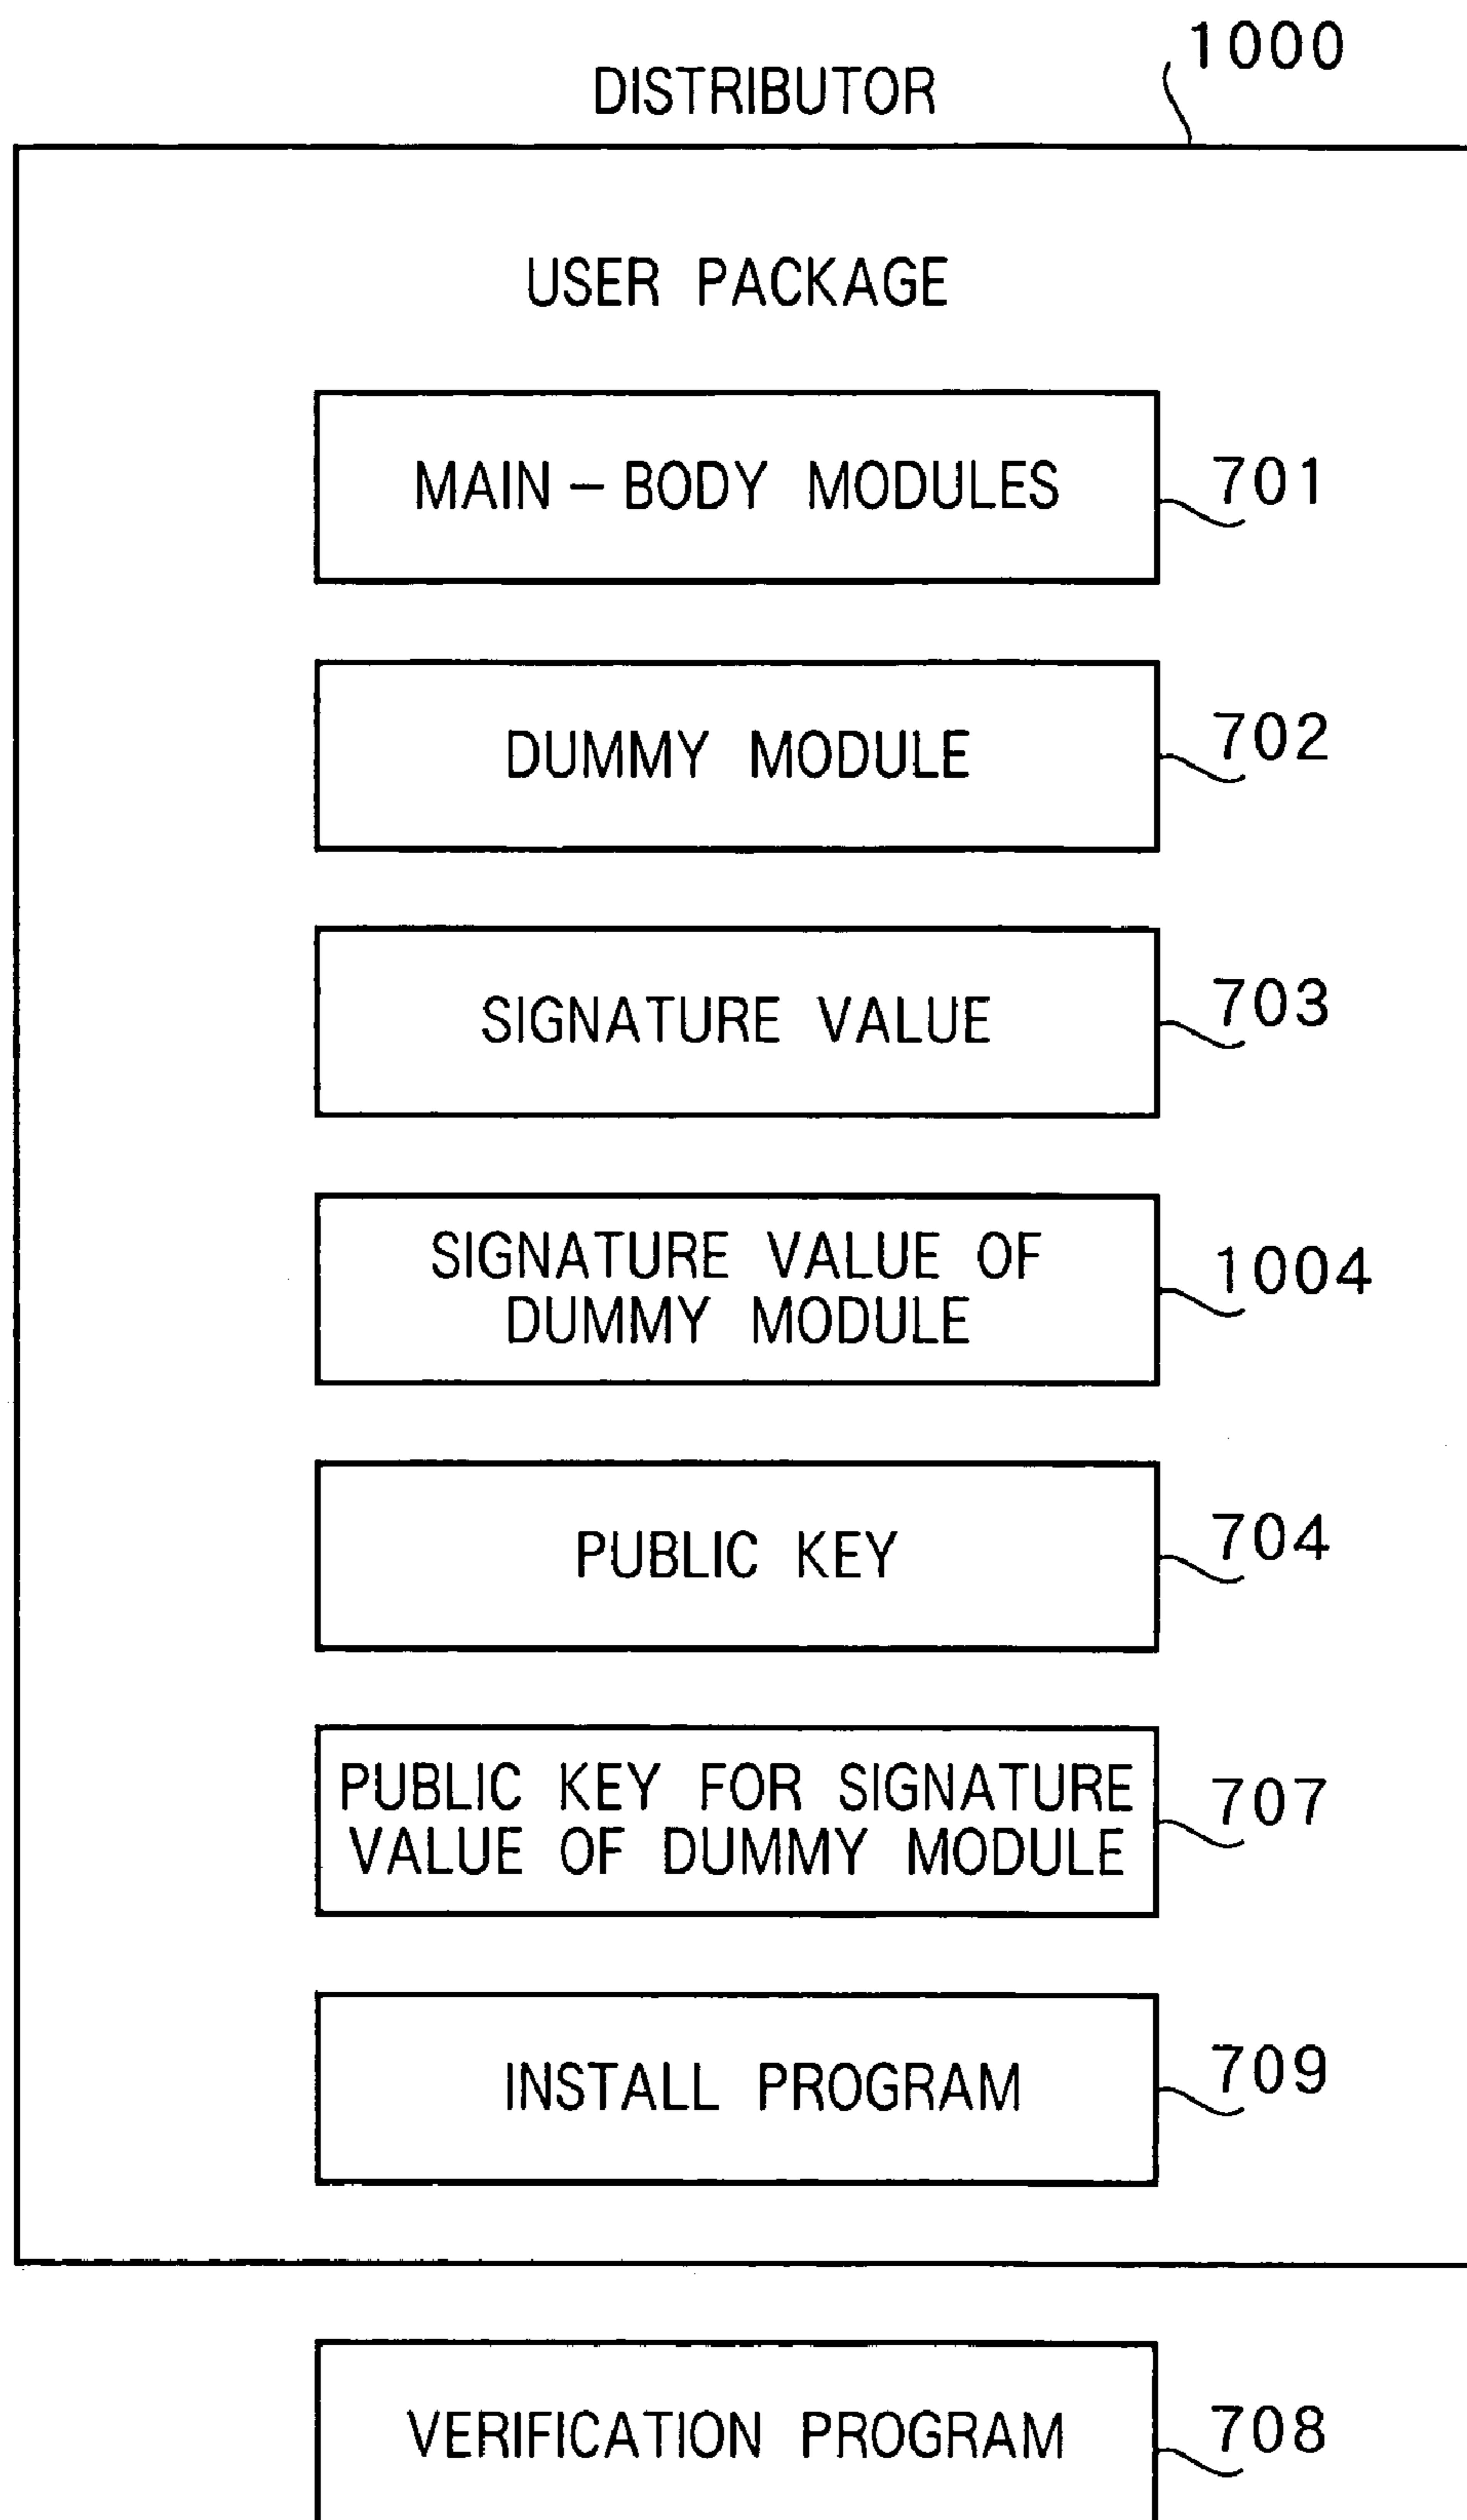 1000
DISTRIBUTOR
USER PACKAGE
MAIN-BODY MODULES
701
DUMMY MODULE
702
SIGNATURE VALUE
703
SIGNATURE VALUE OF
DUMMY MODULE
1004
PUBLIC KEY
704
PUBLIC KEY FOR SIGNATURE
VALUE OF DUMMY MODULE
707
INSTALL PROGRAM
709
VERIFICATION PROGRAM
708